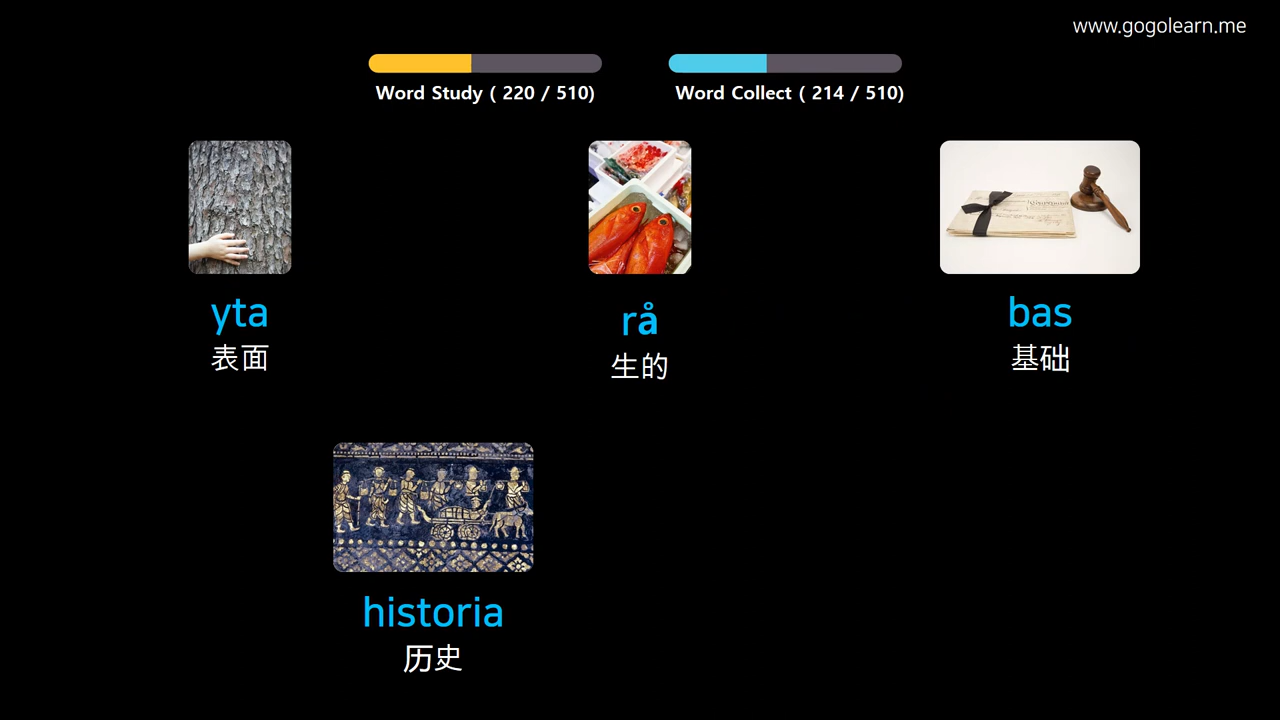 www.gogolearn.me
Word Study ( 220 / 510)
Word Collect ( 214 / 510)
yta
表面
rå
生的
bas
基础
historia
历史